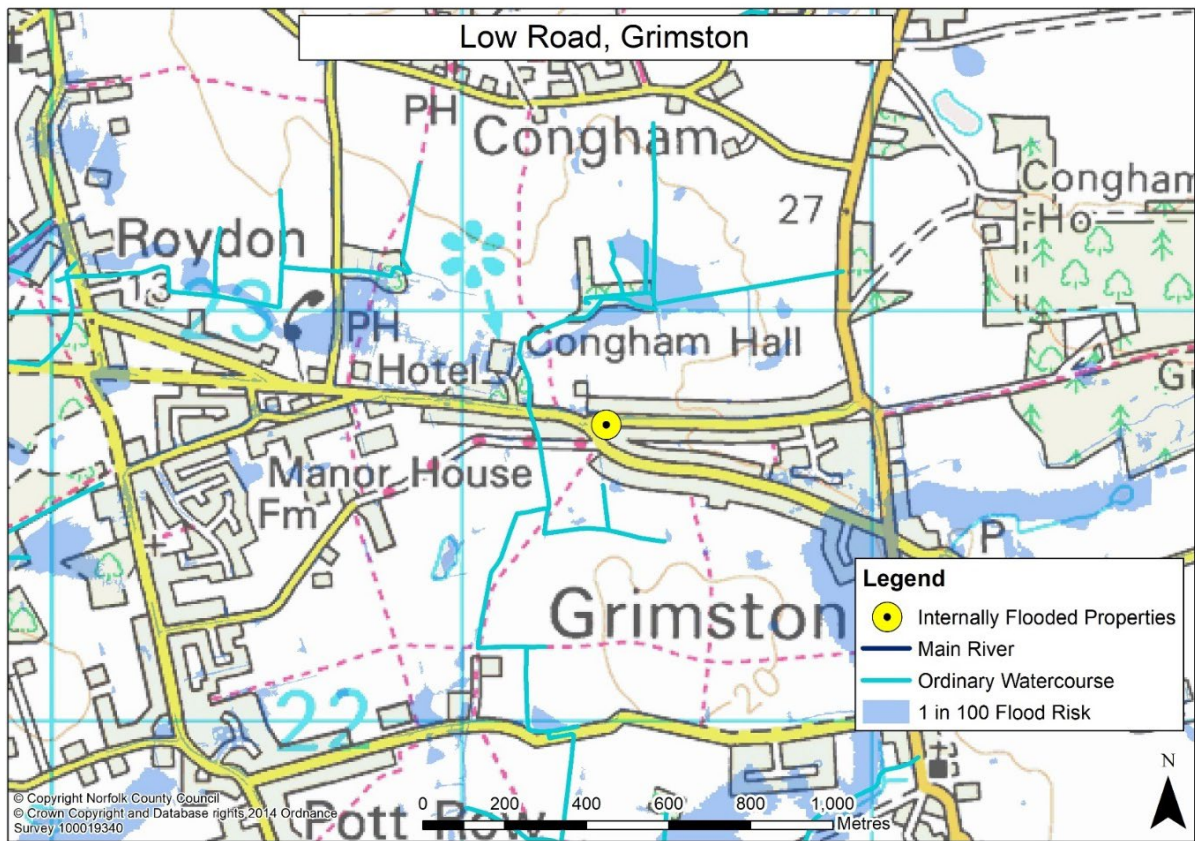 Low Road, Grimston
PH
Congham
27
Congham
Ho
Roydon
13
23
PH
Hotel
Congham Hall
Manor House
Fm
P
Grimston
20
22
Pott Row
Legend
Internally Flooded Properties
Main River
Ordinary Watercourse
1 in 100 Flood Risk
N
© Copyright Norfolk County Council
© Crown Copyright and Database rights 2014 Ordnance
Survey 100019340
0 200 400 600 800 1,000
Metres